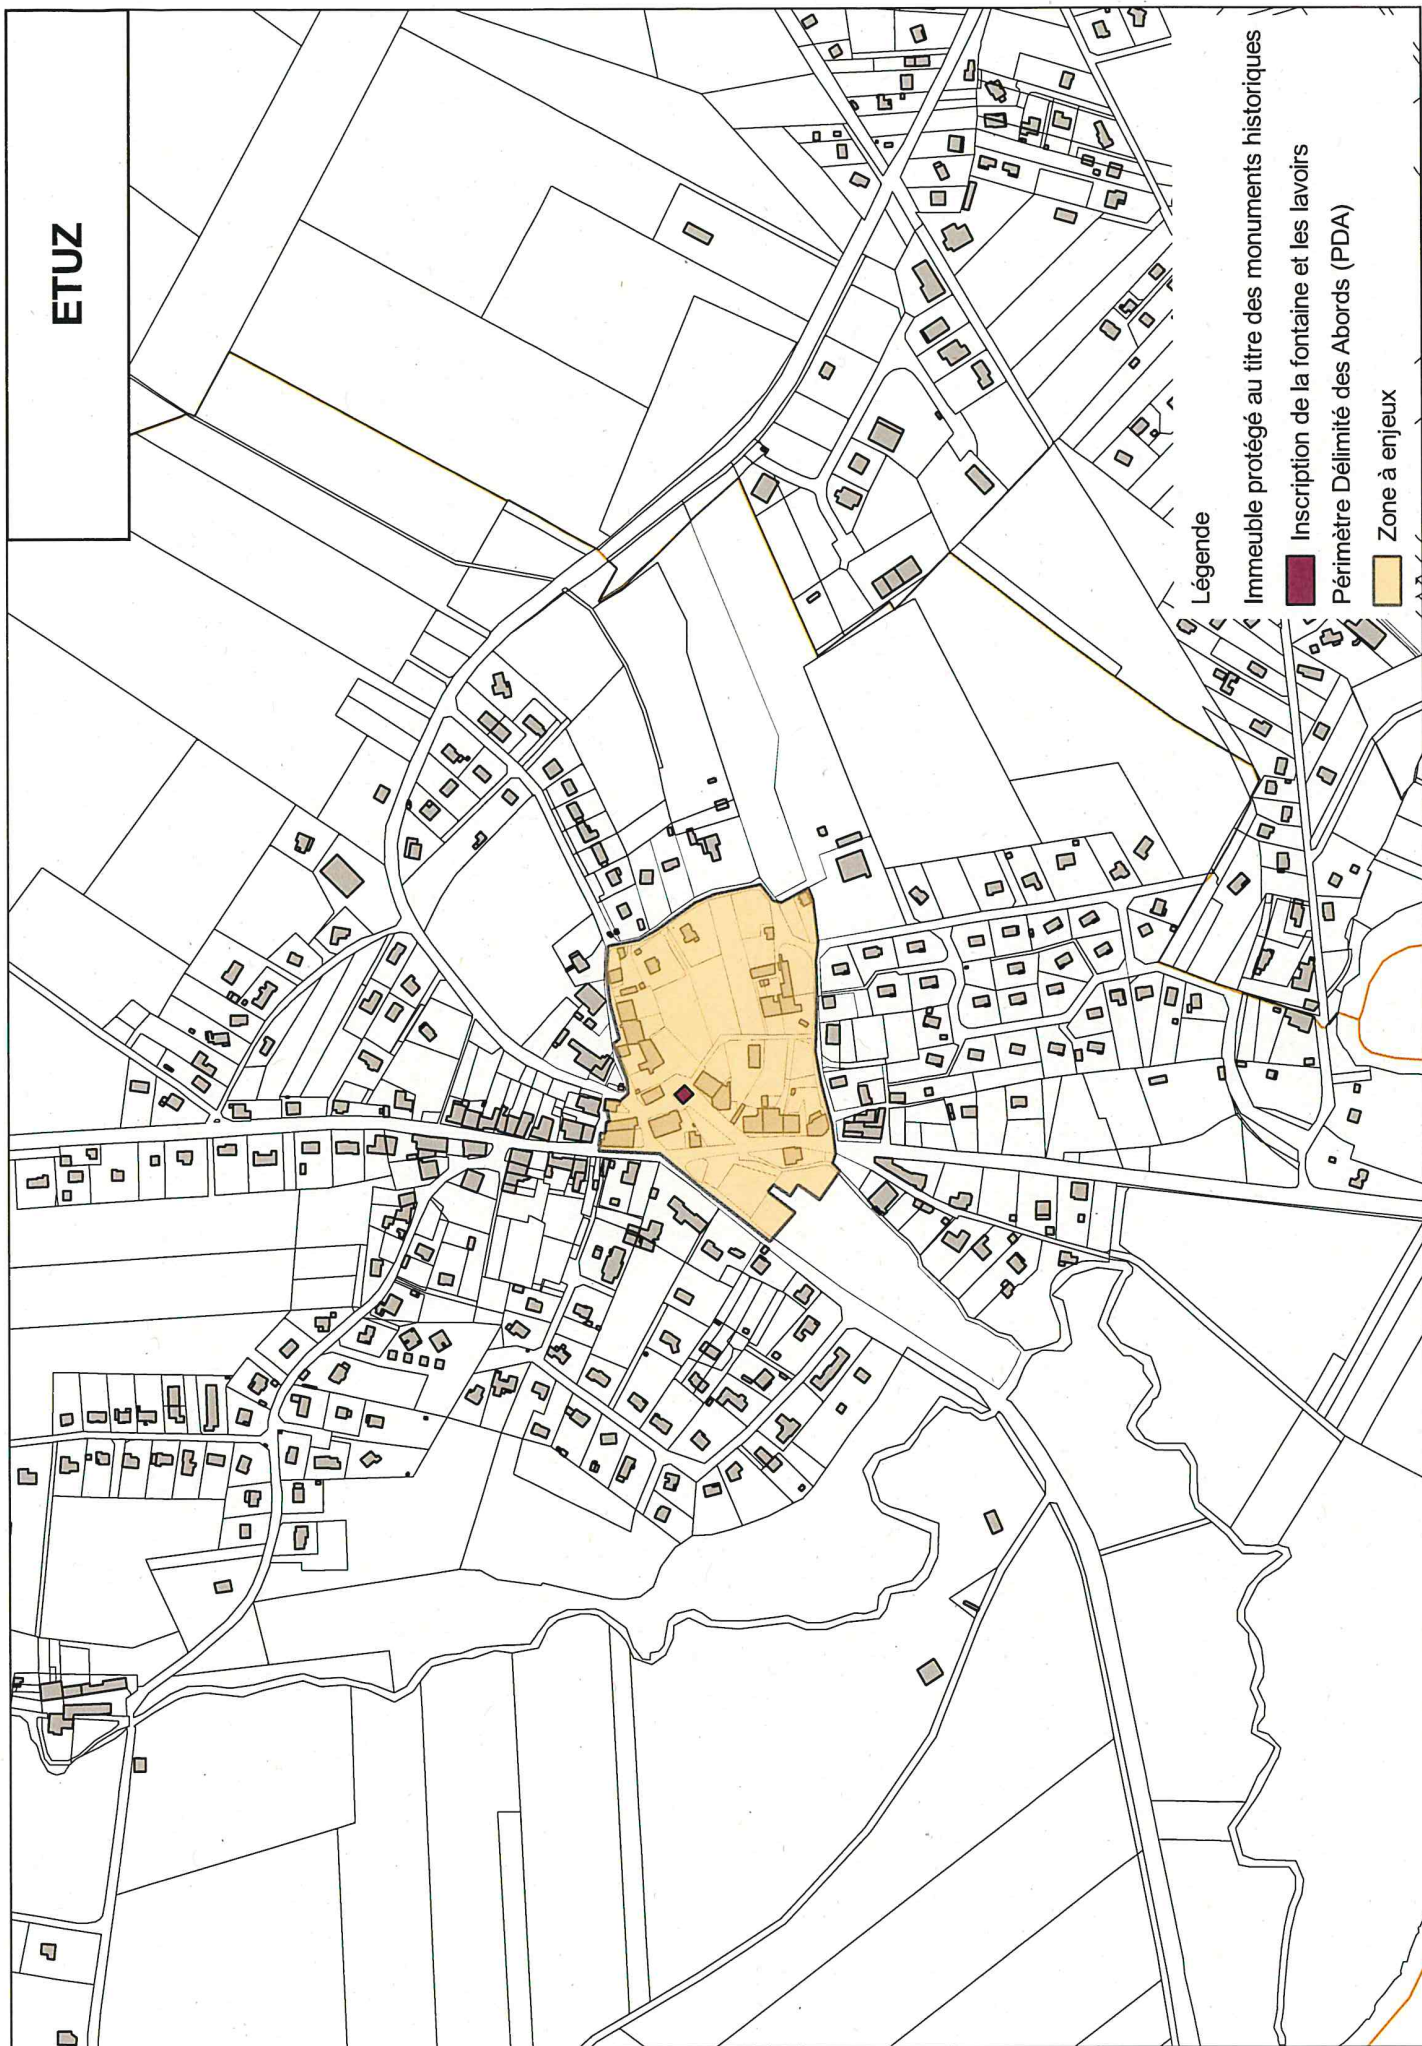 ETUZ
Légende
Immeuble protégé au titre des monuments historiques
Inscription de la fontaine et les lavoirs
Périmètre Délimité des Abords (PDA)
Zone à enjeux